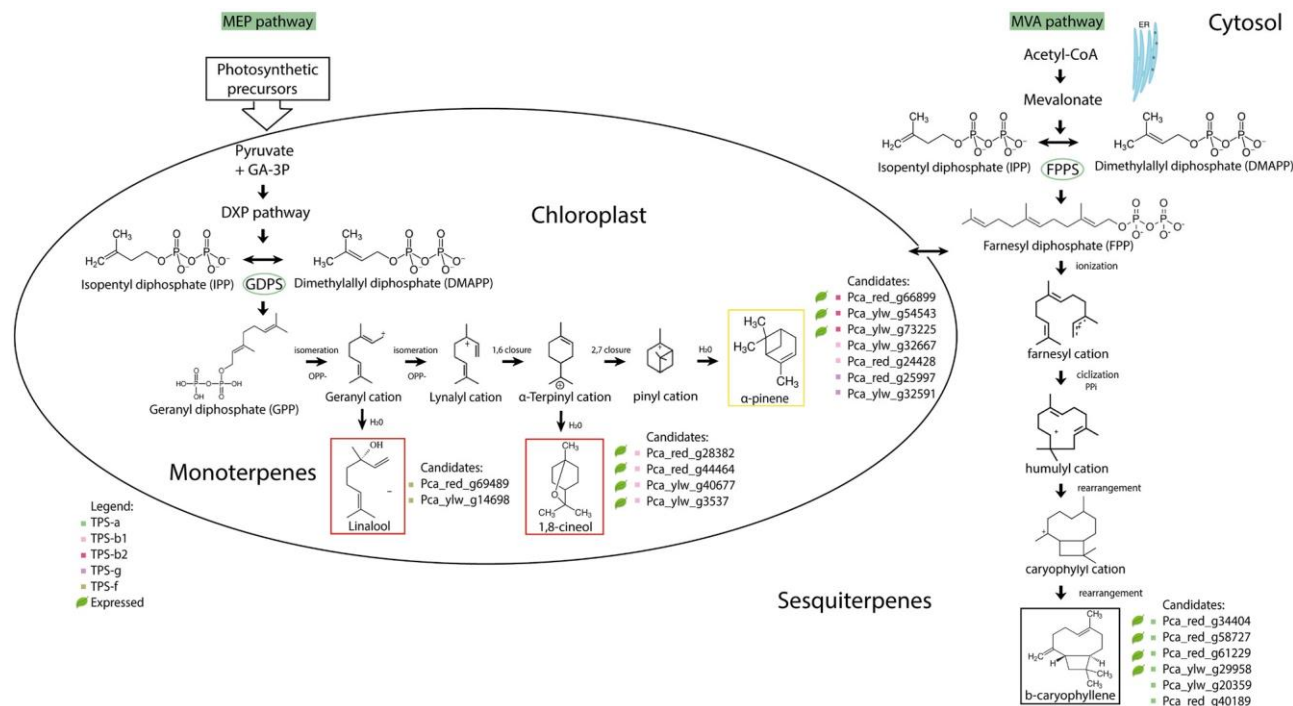 MEP pathway
Photosynthetic
precursors
MVA pathway
Cytosol
ER
Acetyl-CoA
Mevalonate
Isopentyl diphosphate (IPP)
FPPS
Dimethylallyl diphosphate (DMAPP)
Farnesyl diphosphate (FPP)
ionization
farnesyl cation
ciclization
PPi
humulyl cation
rearrangement
caryophylyl cation
rearrangement
b-caryophyllene
Candidates:
Pca_red_g34404
Pca_red_g58727
Pca_red_g61229
Pca_ylw_g29958
Pca_ylw_g20359
Pca_red_g40189
Pyruvate
+ GA-3P
DXP pathway
Chloroplast
Isopentyl diphosphate (IPP)
GDPS
Dimethylallyl diphosphate (DMAPP)
Geranyl diphosphate (GPP)
isomeration
OPP-
Geranyl cation
isomeration
OPP-
Lynalyl cation
1,6 closure
α-Terpinyl cation
2,7 closure
pinyl cation
H₂0
α-pinene
Candidates:
Pca_red_g66899
Pca_ylw_g54543
Pca_ylw_g73225
Pca_ylw_g32667
Pca_red_g24428
Pca_red_g25997
Pca_ylw_g32591
H₂0
Linalool
Candidates:
Pca_red_g69489
Pca_ylw_g14698
H₂0
1,8-cineol
Candidates:
Pca_red_g28382
Pca_red_g44464
Pca_ylw_g40677
Pca_ylw_g3537
Monoterpenes
Sesquiterpenes
Legend:
TPS-a
TPS-b1
TPS-b2
TPS-g
TPS-f
Expressed